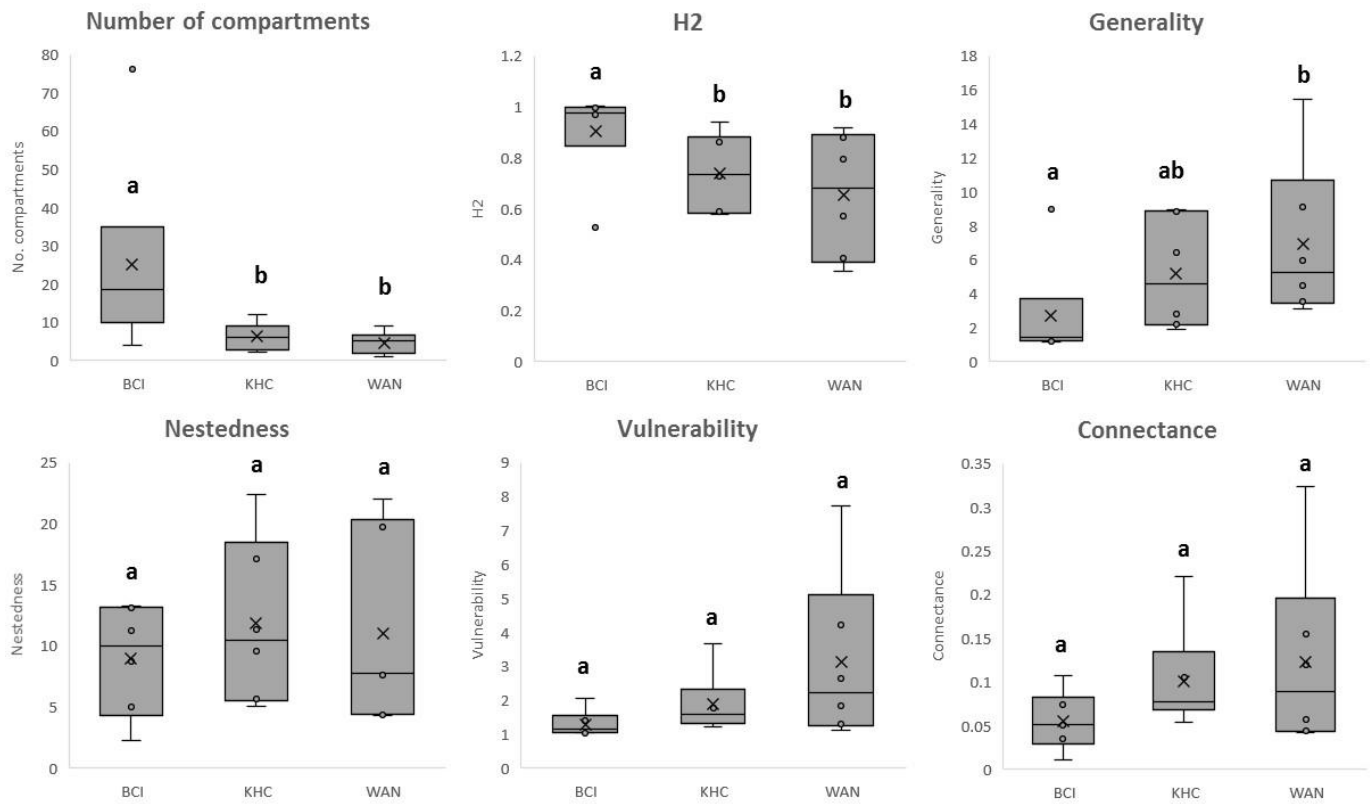 Number of compartments
No. compartments
80
70
60
50
40
30
20
10
0
a
b
b
BCI
KHC
WAN
H2
H2
1.2
1
0.8
0.6
0.4
0.2
0
a
b
b
BCI
KHC
WAN
Generality
Generality
18
16
14
12
10
8
6
4
2
0
a
ab
b
BCI
KHC
WAN
Nestedness
Nestedness
25
20
15
10
5
0
a
a
a
BCI
KHC
WAN
Vulnerability
Vulnerability
9
8
7
6
5
4
3
2
1
0
a
a
a
BCI
KHC
WAN
Connectance
Connectance
0.35
0.3
0.25
0.2
0.15
0.1
0.05
0
a
a
a
BCI
KHC
WAN